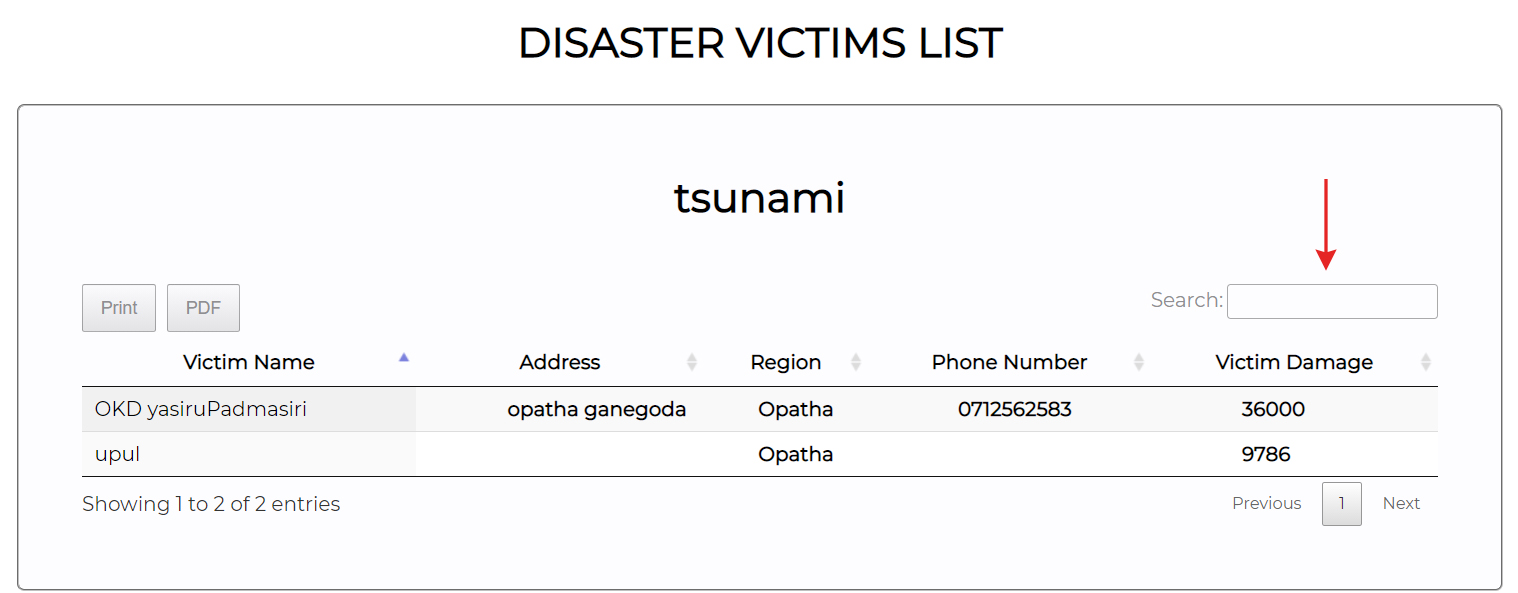 DISASTER VICTIMS LIST
tsunami
Print PDF Search:
Victim Name Address Region Phone Number Victim Damage
OKD yasiruPadmasiri opatha ganegoda Opatha 0712562583 36000
upul Opatha 9786
Showing 1 to 2 of 2 entries Previous 1 Next